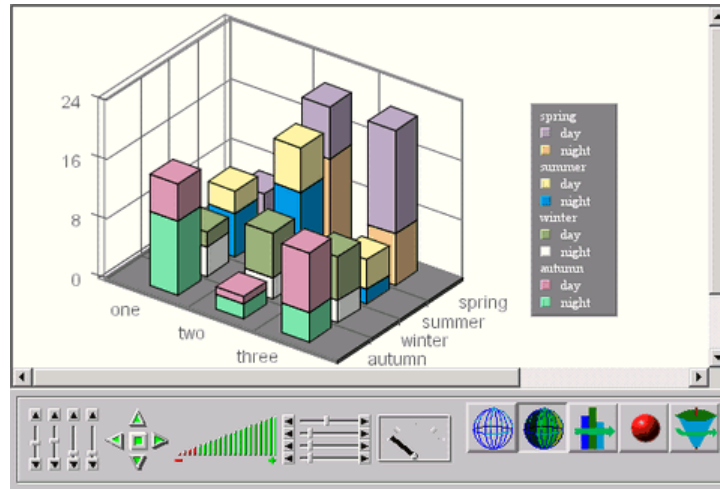 24
16
8
0
one
two
three
spring
summer
winter
autumn
spring
day
night
summer
day
night
winter
day
night
autumn
day
night